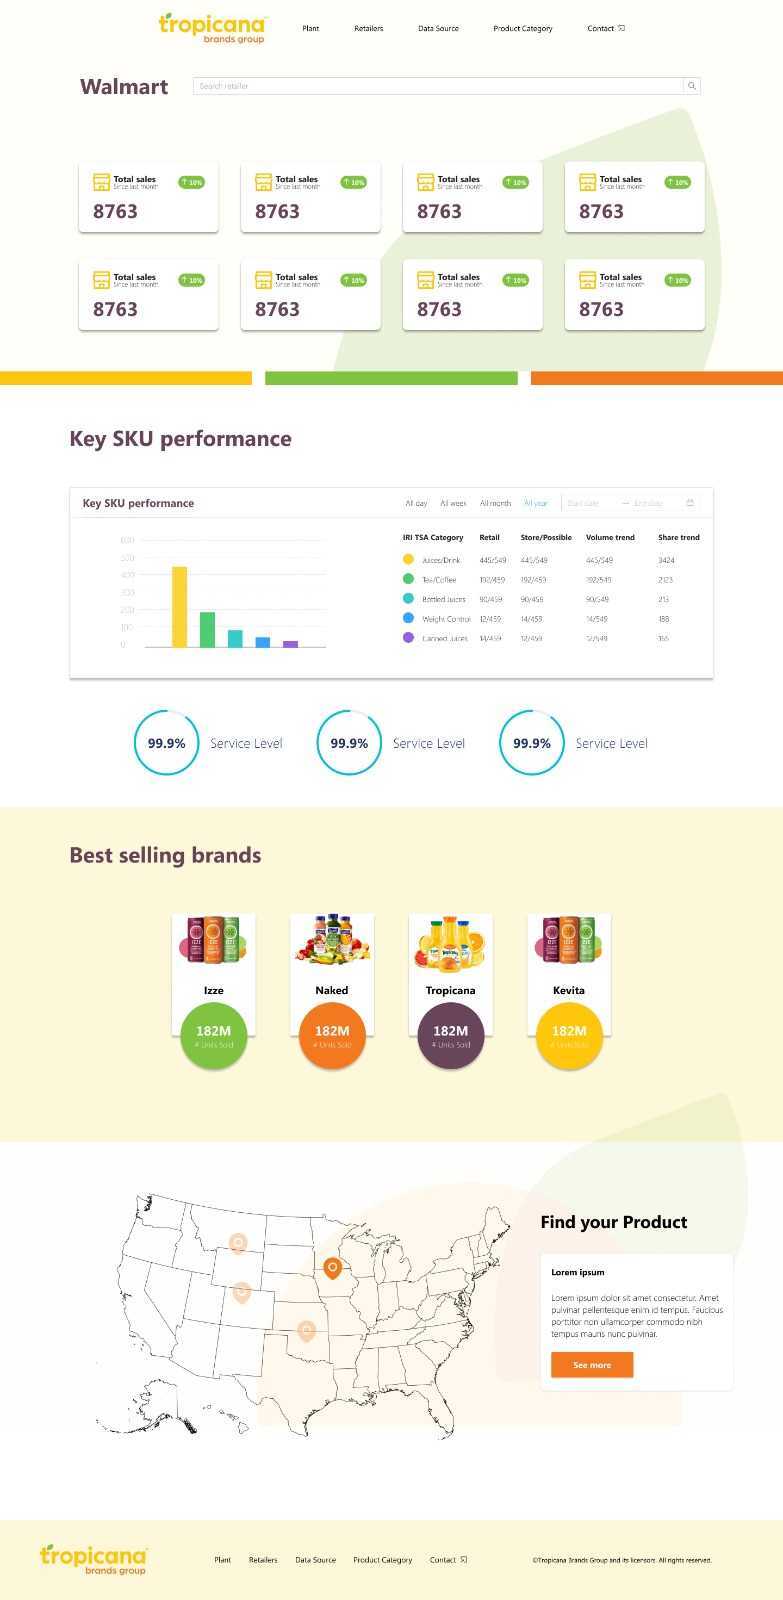 tropicana
brands group
Plant Retailers Data Source Product Category Contact
Walmart
Search retailer
Total sales
Since last month
10%
8763
Total sales
Since last month
10%
8763
Total sales
Since last month
10%
8763
Total sales
Since last month
10%
8763
Total sales
Since last month
10%
8763
Total sales
Since last month
10%
8763
Total sales
Since last month
10%
8763
Total sales
Since last month
10%
8763
Key SKU performance
Key SKU performance
All day All week All month All year Start date End date
600
500
400
300
200
100
0
IRI TSA Category Retail Store/Possible Volume trend Share trend
Juices/Drink 445/549 445/549 445/549 3424
Tea/Coffee 192/459 192/459 192/549 2123
Bottled Juices 90/459 90/456 90/549 213
Weight Control 12/459 14/459 14/549 188
Canned Juices 14/459 12/459 12/549
99.9% Service Level
99.9% Service Level
99.9% Service Level
Best selling brands
Izze
182M
# Units Sold
Naked
182M
# Units Sold
Tropicana
182M
# Units Sold
Kevita
182M
# Units Sold
Find your Product
Lorem ipsum
Lorem ipsum dolor sit amet consectetur. Amet
pulvinar pellentesque enim id tempus. Faucibus
porttitor non ullamcorper commodo nibh
tempus mauris nunc pulvinar.
See more
tropicana
brands group
Plant Retailers Data Source Product Category Contact
©Tropicana Brands Group and its licensors. All rights reserved.